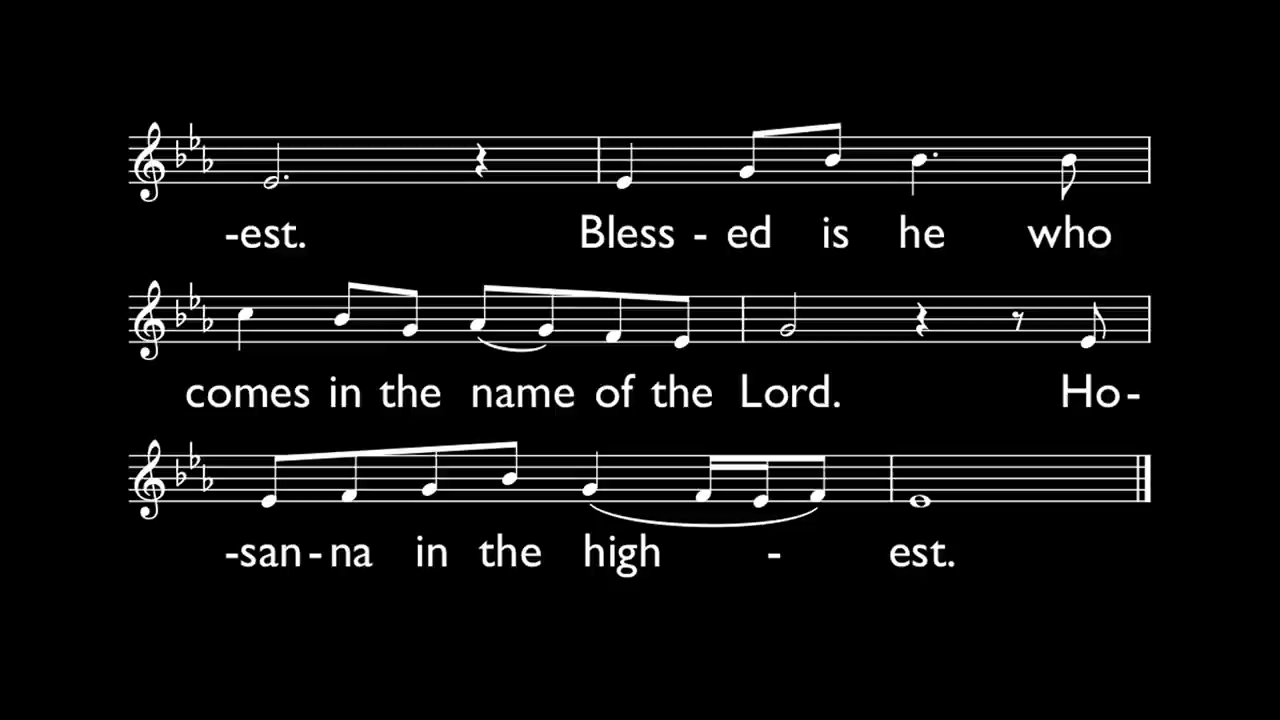 -est. Bless - ed is he who
comes in the name of the Lord. Ho-
-san-na in the high - est.